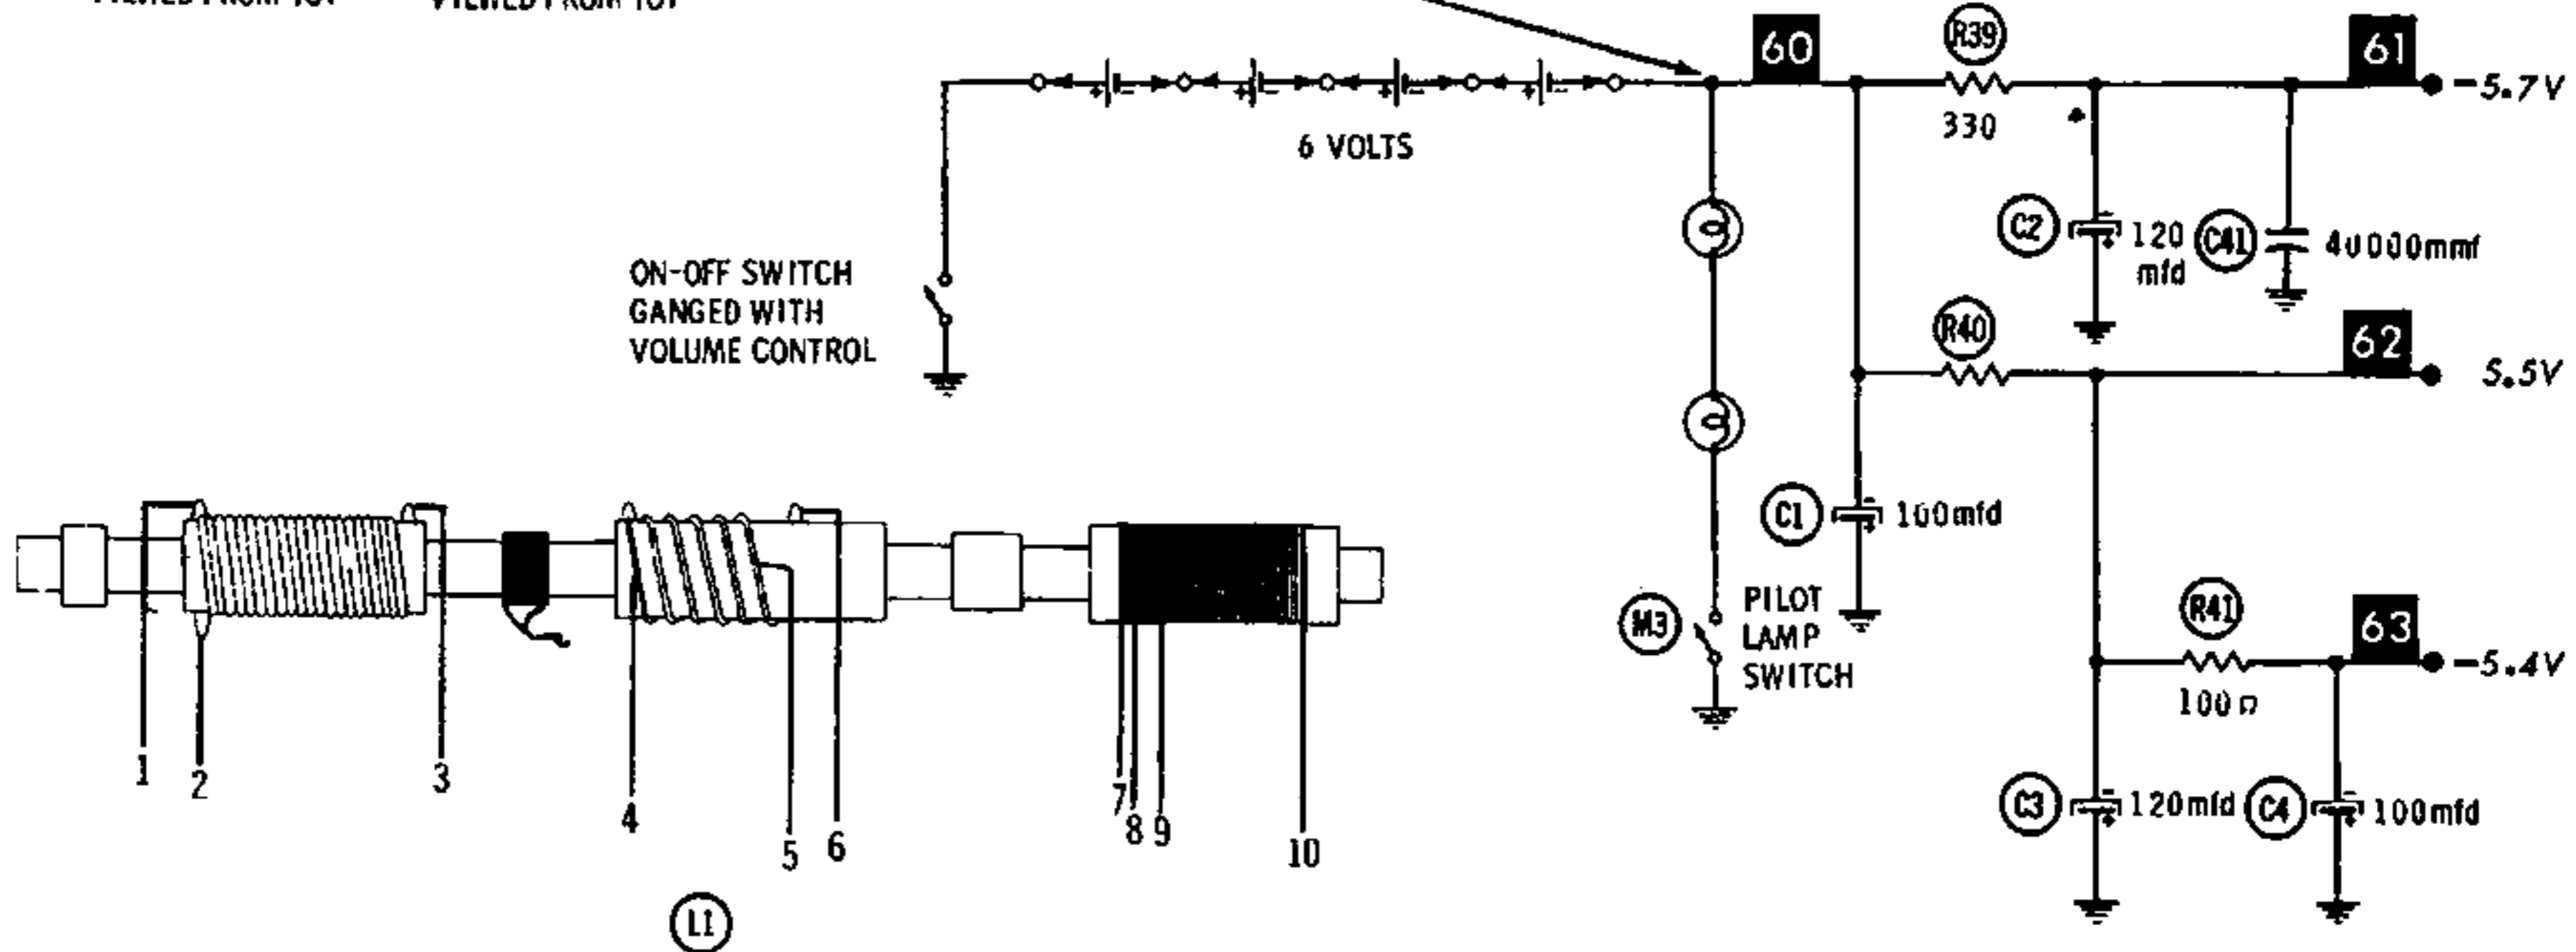 60
R39
61
-5.7V
330
6 VOLTS
C2
120
mfd
C41
40000mmf
ON-OFF SWITCH
GANGED WITH
VOLUME CONTROL
R40
62
5.5V
C1
100mfd
M3
PILOT
LAMP
SWITCH
R41
63
-5.4V
100Ω
C3
120mfd
C4
100mfd
1
2
3
4
5
6
7
8
9
10
L1